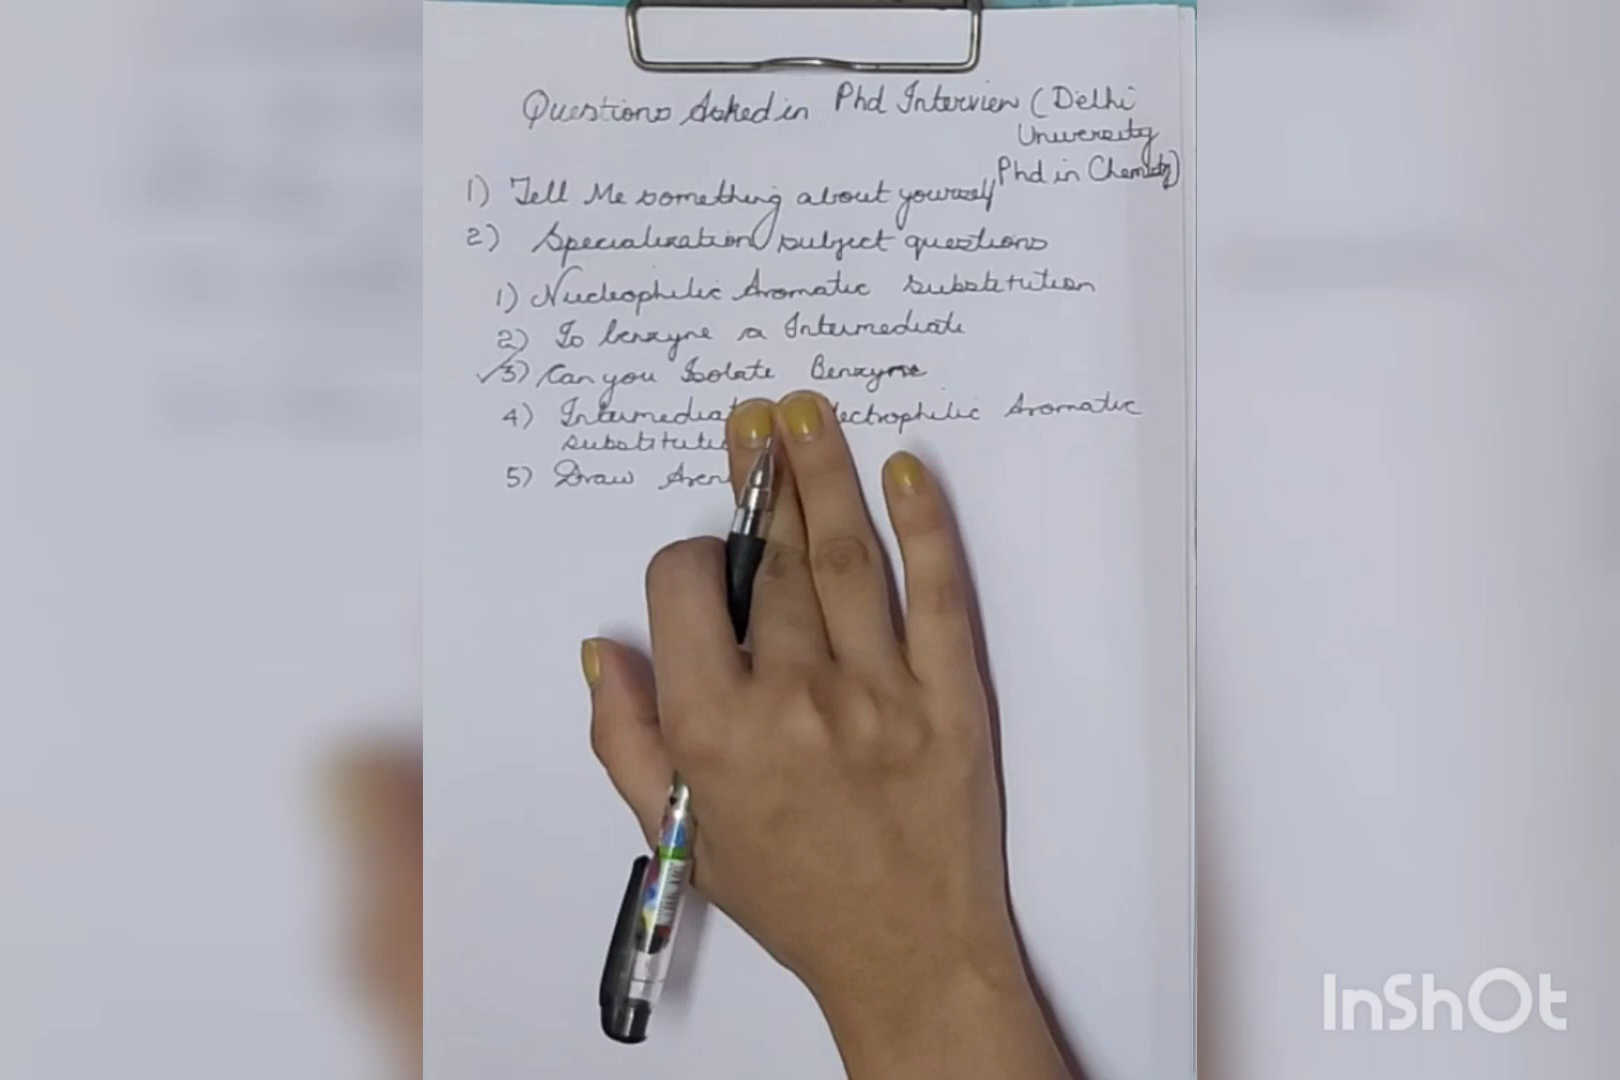 Questions Asked in Phd Interview (Delhi
University
Phd in Chemistry)
1) Tell Me something about yourself
2) Specialization subject questions
1) Nucleophilic Aromatic substitution
2) Is benzyne a Intermediate
3) Can you Isolate Benzyne
4) Aromatic
5) Draw
InShOt